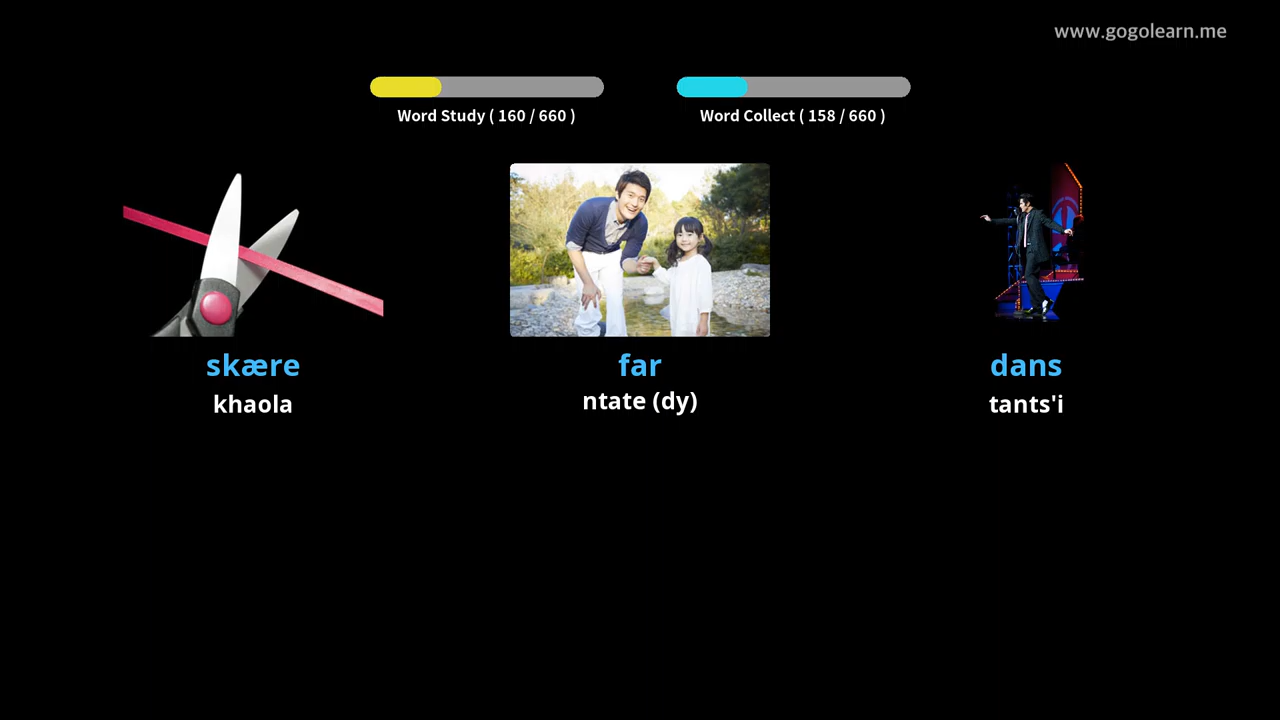 www.gogolearn.me
Word Study ( 160 / 660 )
Word Collect ( 158 / 660 )
skære
far
dans
khaola
ntate (dy)
tants'i